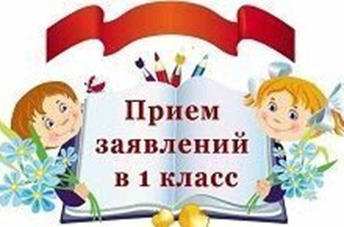 Прием
заявлений
в 1 класс